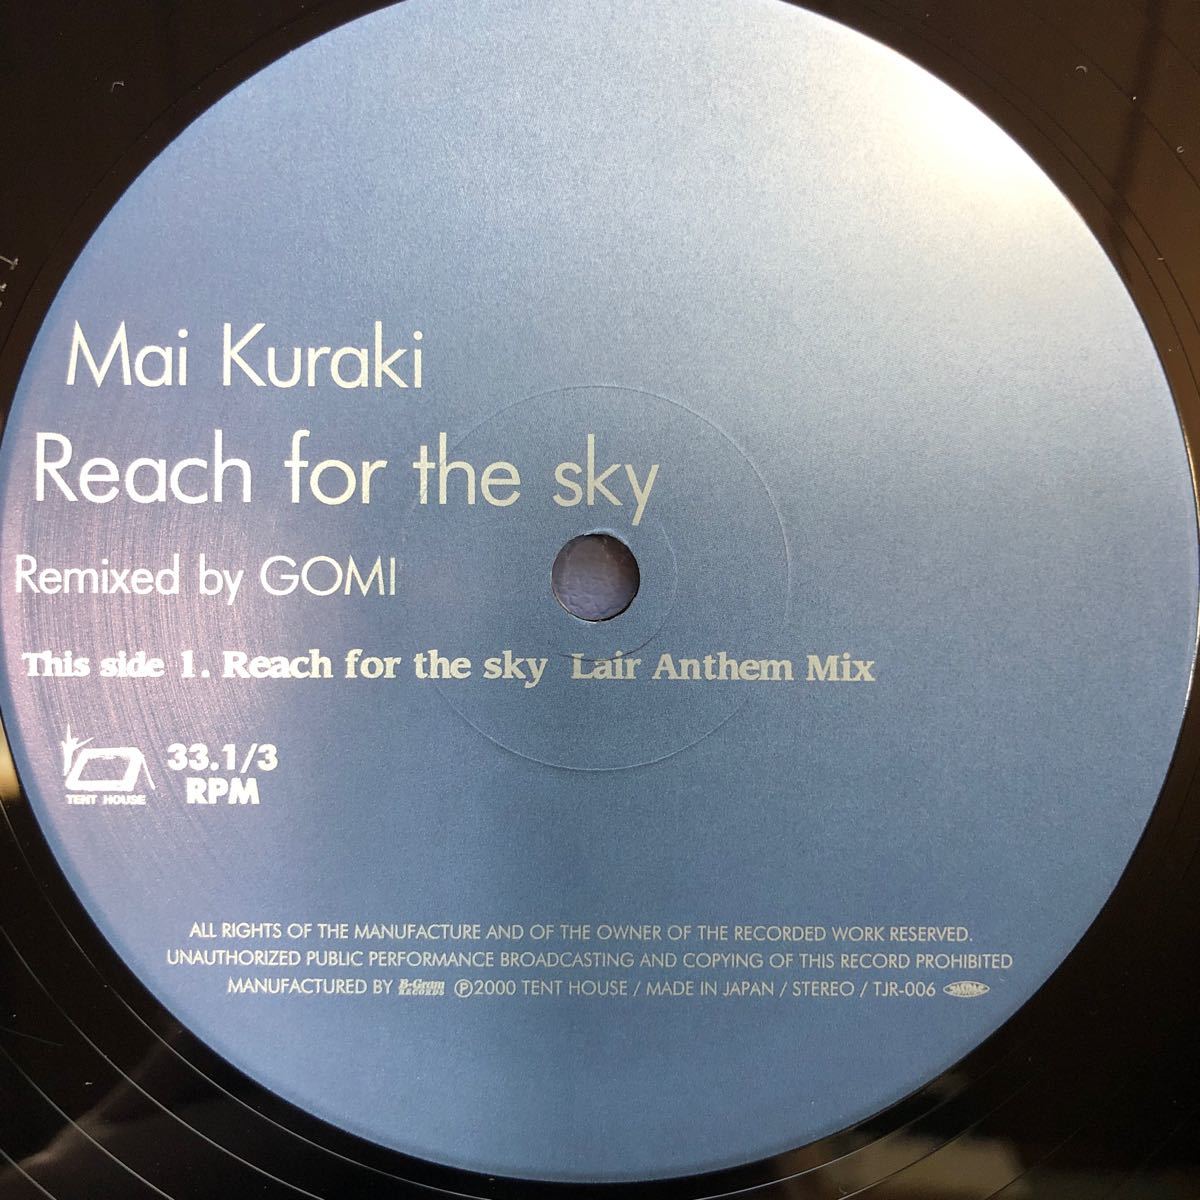 Mai Kuraki
Reach for the sky
Remixed by GOMI
This side 1. Reach for the sky Lair Anthem Mix
TENT HOUSE
33.1/3
RPM
ALL RIGHTS OF THE MANUFACTURE AND OF THE OWNER OF THE RECORDED WORK RESERVED.
UNAUTHORIZED PUBLIC PERFORMANCE BROADCASTING AND COPYING OF THIS RECORD PROHIBITED
MANUFACTURED BY B-Gram RECORDS Ⓟ2000 TENT HOUSE / MADE IN JAPAN / STEREO / TJR-006